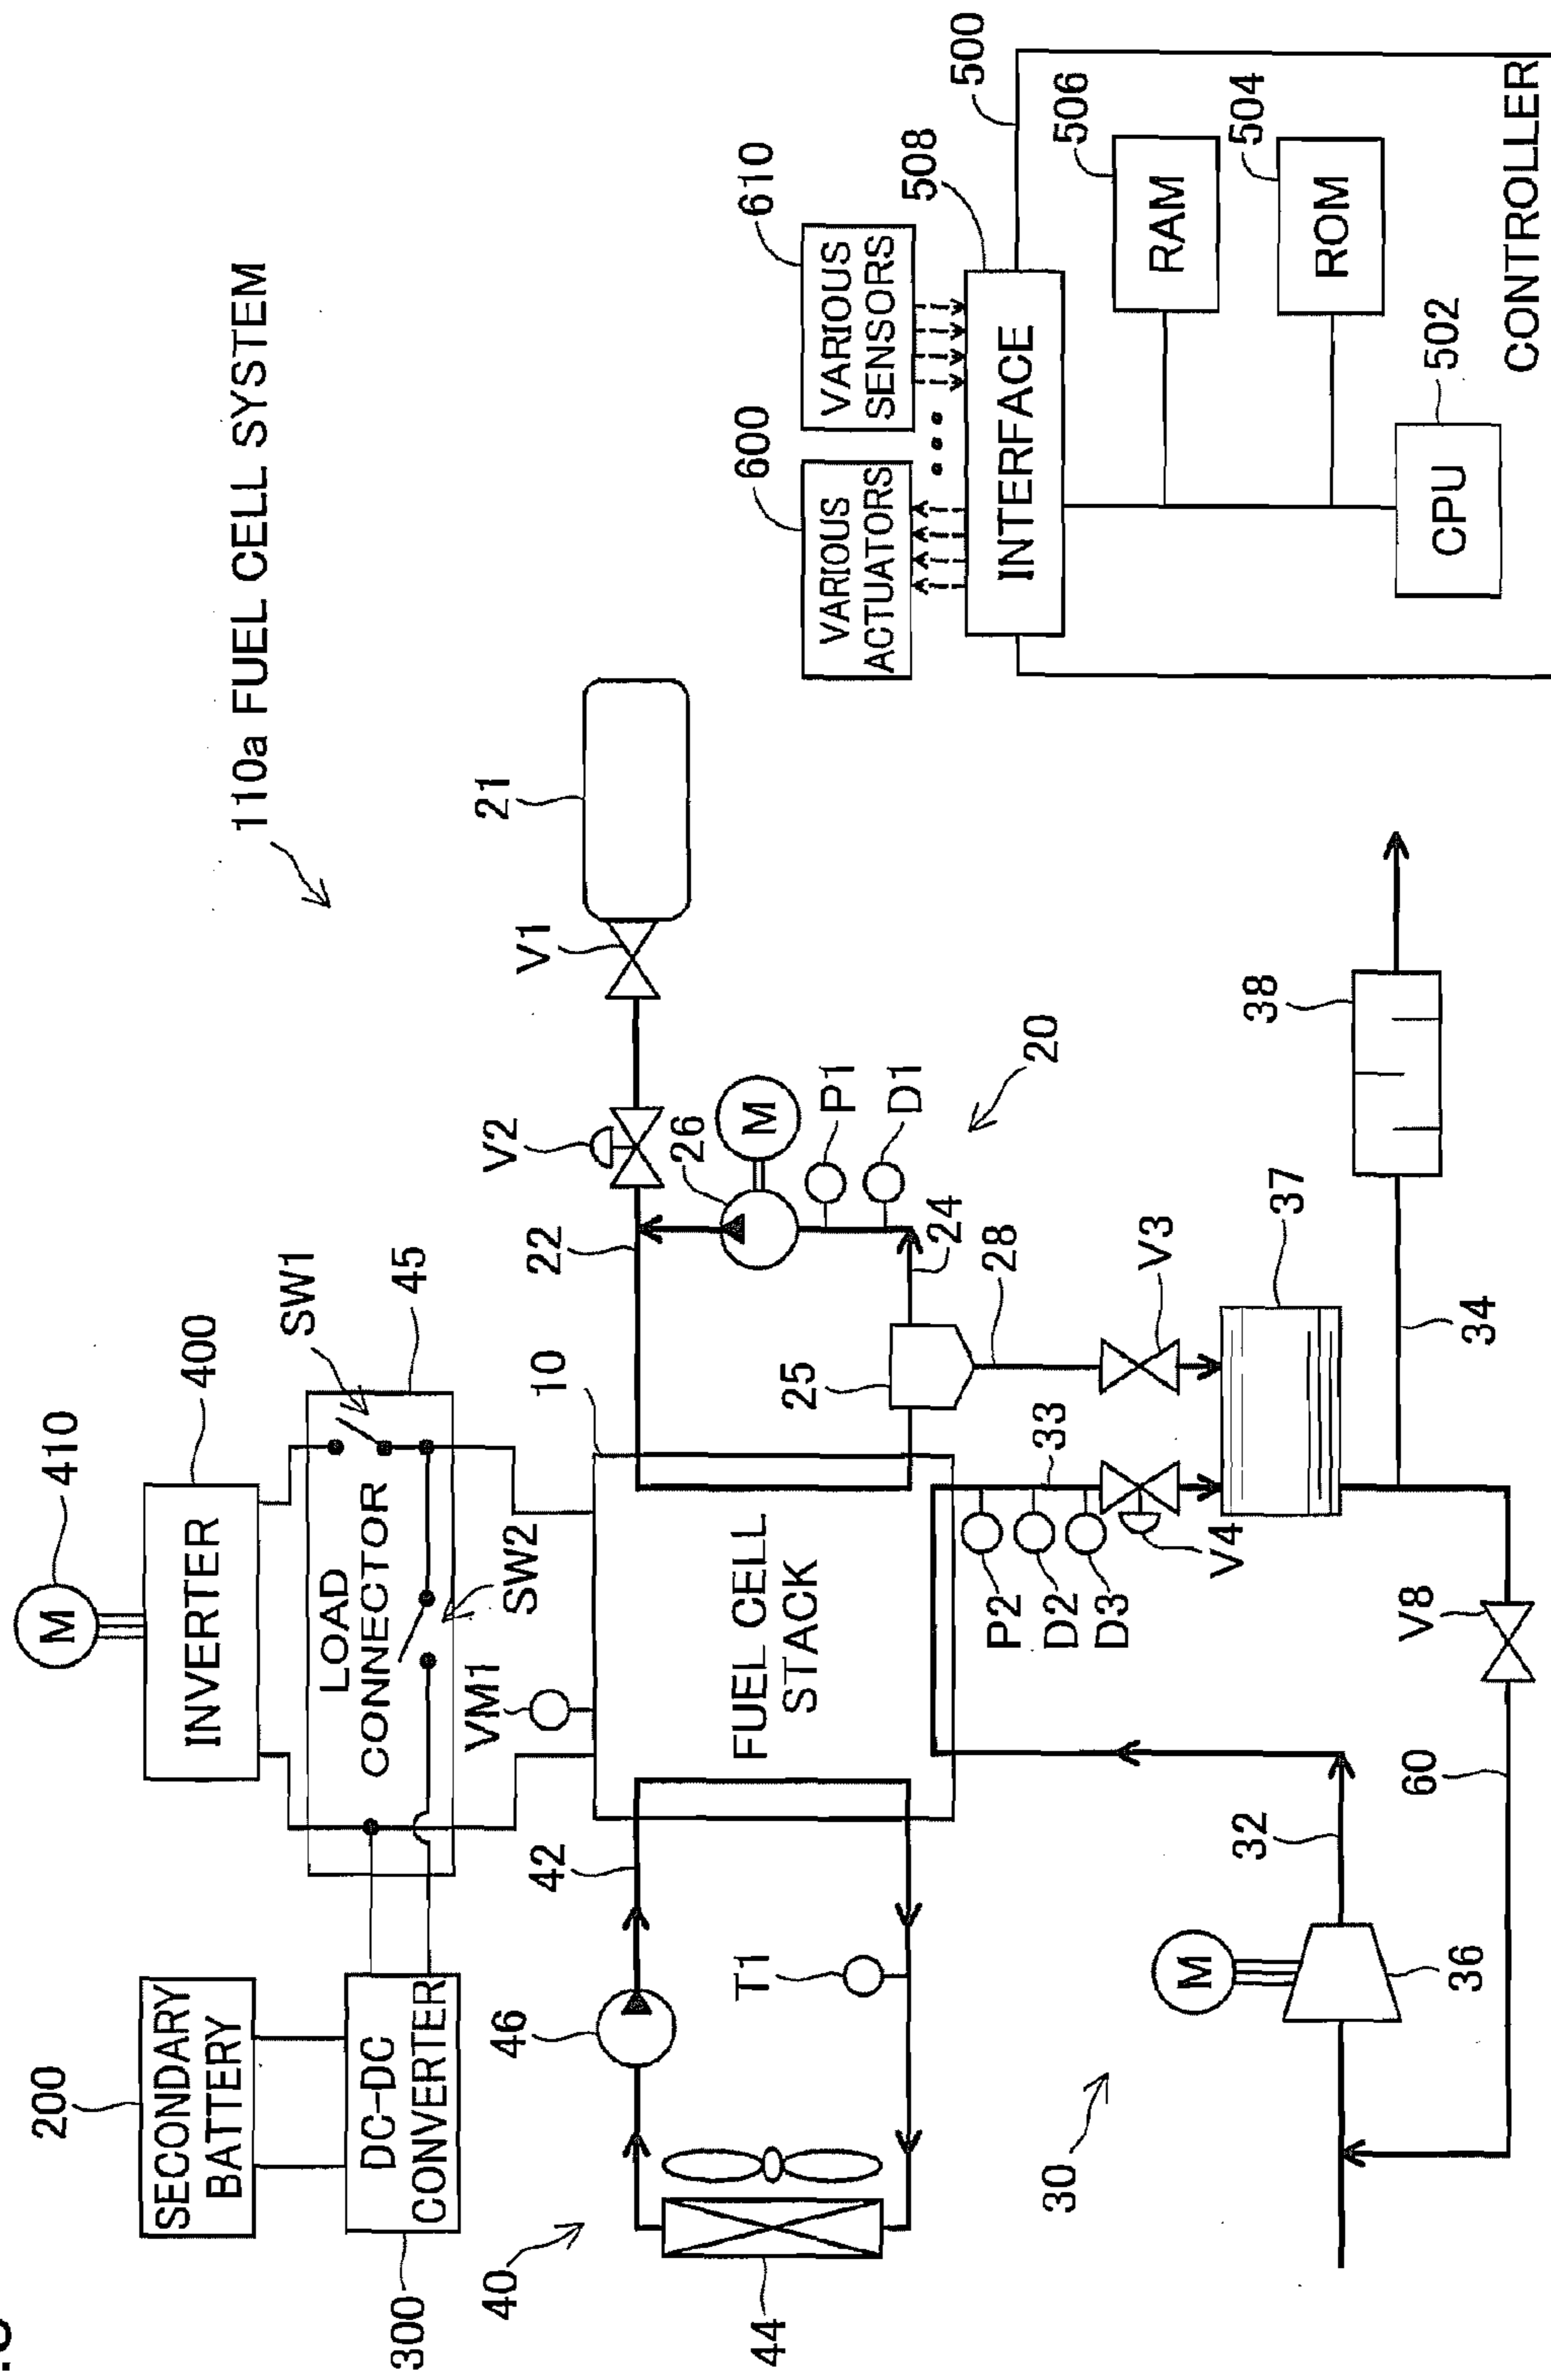 110a FUEL CELL SYSTEM
410
M
400
INVERTER
SW1
45
LOAD
CONNECTOR
SW2
200
SECONDARY
BATTERY
DC-DC
CONVERTER
300
VM1
10
FUEL CELL
STACK
40
42
46
44
T1
21
V1
V2
22
26
M
P1
D1
20
24
25
28
V3
33
P2
D2
D3
V4
37
38
34
V8
60
32
M
36
30
600
VARIOUS
ACTUATORS
610
VARIOUS
SENSORS
508
INTERFACE
500
506
RAM
504
ROM
502
CPU
CONTROLLER